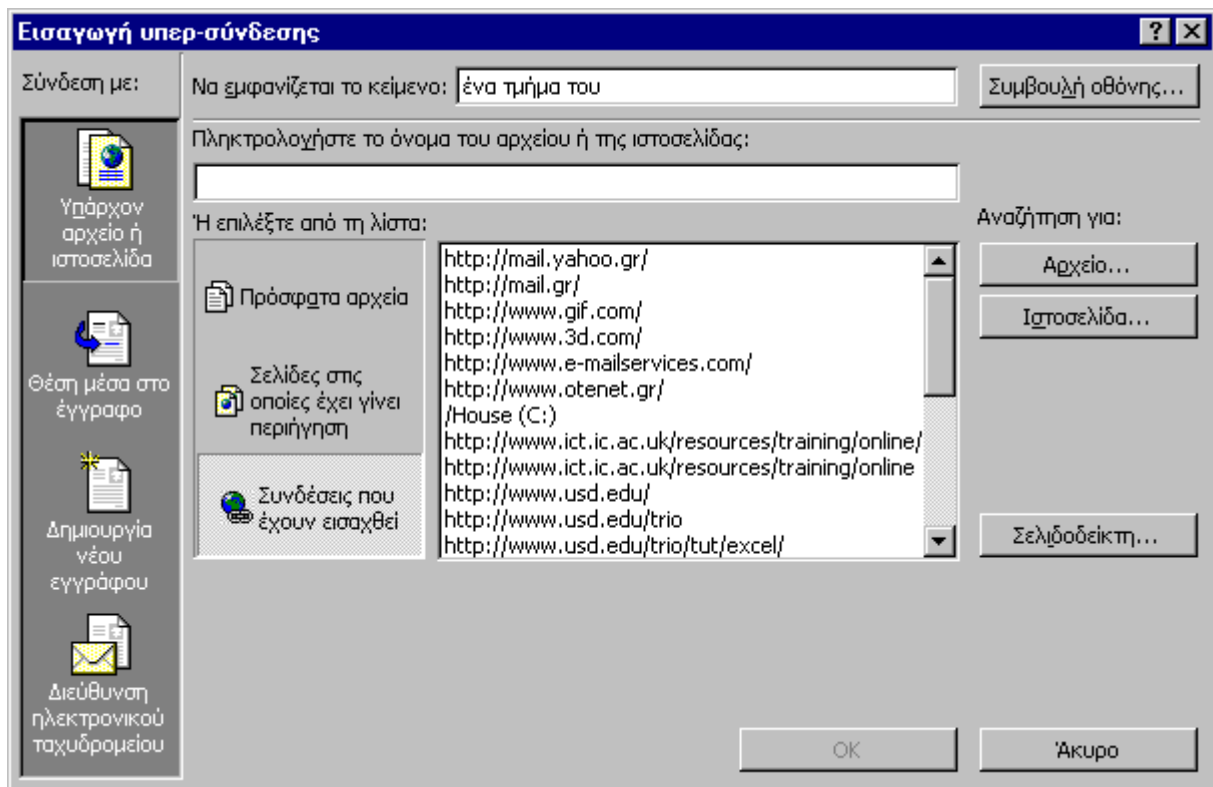 Εισαγωγή υπερ-σύνδεσης
Σύνδεση με:
Υπάρχον
αρχείο ή
ιστοσελίδα
Θέση μέσα στο
έγγραφο
Δημιουργία
νέου
εγγράφου
Διεύθυνση
ηλεκτρονικού
ταχυδρομείου
Να εμφανίζεται το κείμενο: ένα τμήμα του
Συμβουλή οθόνης...
Πληκτρολογήστε το όνομα του αρχείου ή της ιστοσελίδας:
Ή επιλέξτε από τη λίστα:
Πρόσφατα αρχεία
Σελίδες στις
οποίες έχει γίνει
περιήγηση
Συνδέσεις που
έχουν εισαχθεί
http://mail.yahoo.gr/
http://mail.gr/
http://www.gif.com/
http://www.3d.com/
http://www.e-mailservices.com/
http://www.otenet.gr/
/House (C:)
http://www.ict.ic.ac.uk/resources/training/online/
http://www.ict.ic.ac.uk/resources/training/online
http://www.usd.edu/
http://www.usd.edu/trio
http://www.usd.edu/trio/tut/excel/
Αναζήτηση για:
Αρχείο...
Ιστοσελίδα...
Σελιδοδείκτη...
OK
Άκυρο